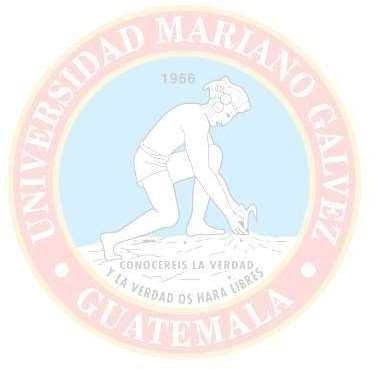 UNIVERSIDAD MARIANO GALVEZ
1966
CONOCEREIS LA VERDAD
Y LA VERDAD OS HARA LIBRES
GUATEMALA